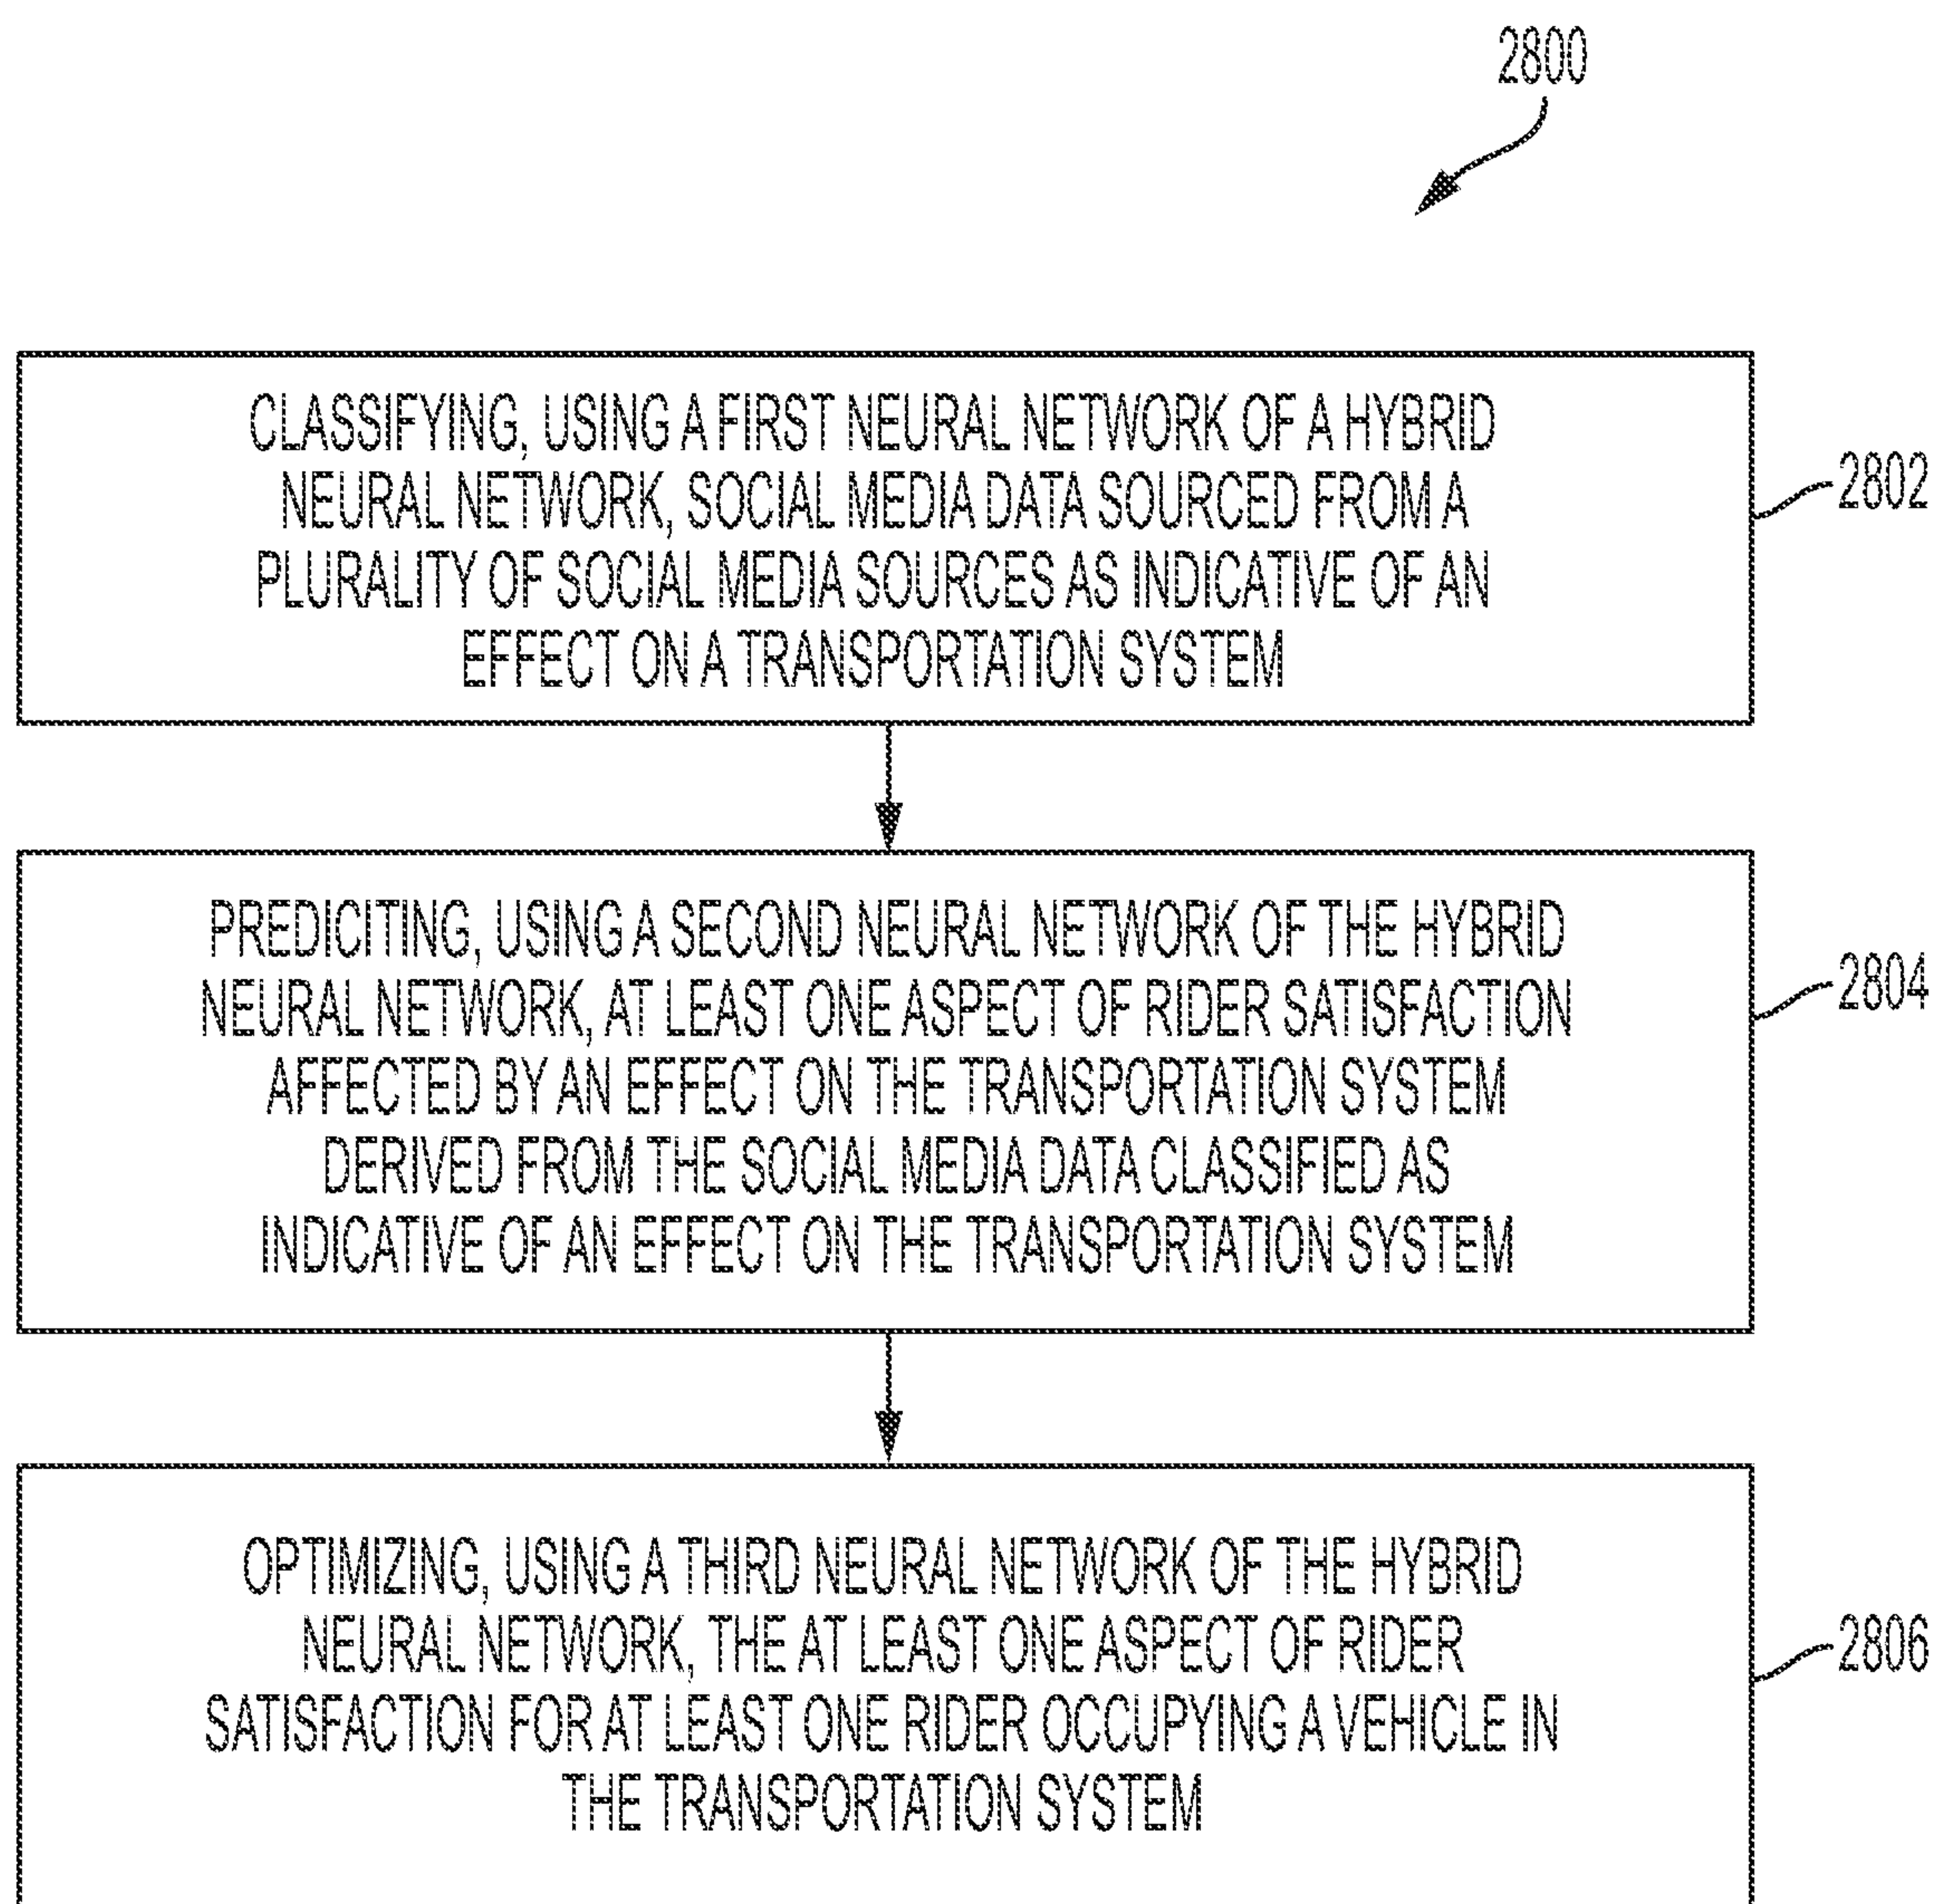 2800
CLASSIFYING, USING A FIRST NEURAL NETWORK OF A HYBRID
NEURAL NETWORK, SOCIAL MEDIA DATA SOURCED FROM A
PLURALITY OF SOCIAL MEDIA SOURCES AS INDICATIVE OF AN
EFFECT ON A TRANSPORTATION SYSTEM
2802
PREDICITING, USING A SECOND NEURAL NETWORK OF THE HYBRID
NEURAL NETWORK, AT LEAST ONE ASPECT OF RIDER SATISFACTION
AFFECTED BY AN EFFECT ON THE TRANSPORTATION SYSTEM
DERIVED FROM THE SOCIAL MEDIA DATA CLASSIFIED AS
INDICATIVE OF AN EFFECT ON THE TRANSPORTATION SYSTEM
2804
OPTIMIZING, USING A THIRD NEURAL NETWORK OF THE HYBRID
NEURAL NETWORK, THE AT LEAST ONE ASPECT OF RIDER
SATISFACTION FOR AT LEAST ONE RIDER OCCUPYING A VEHICLE IN
THE TRANSPORTATION SYSTEM
2806